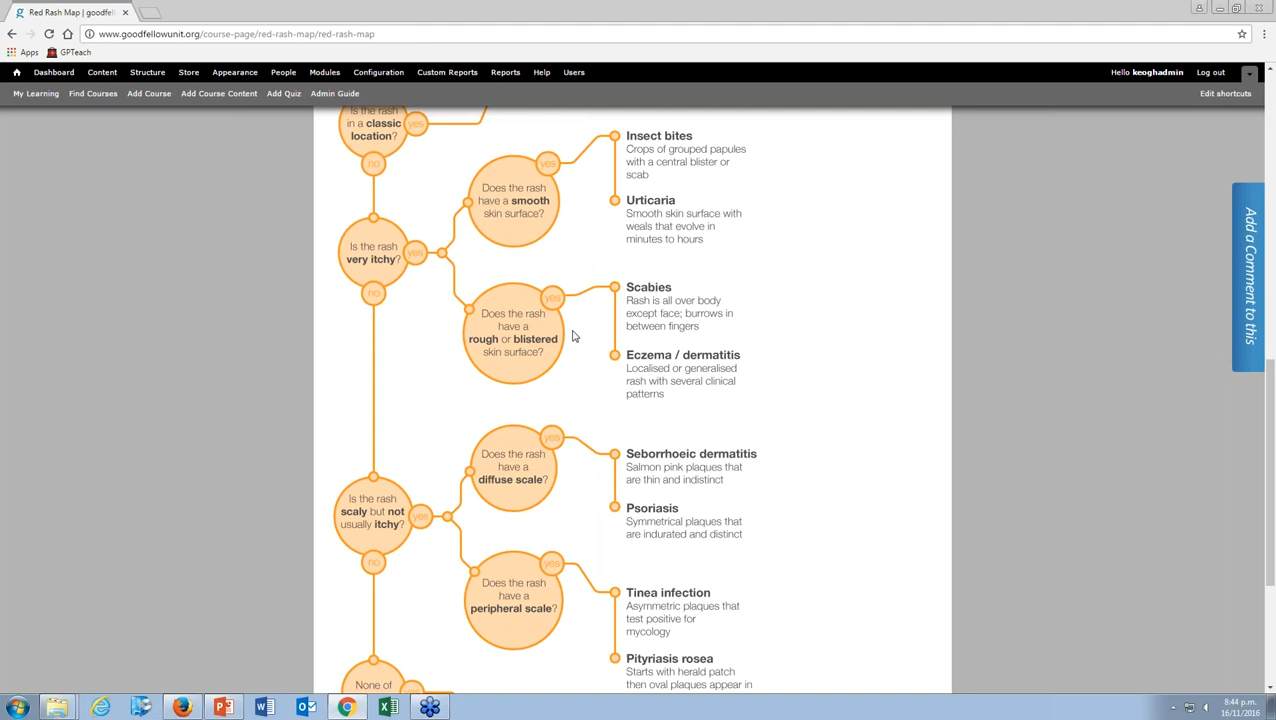 Red Rash Map | goodfel
www.goodfellowunit.org/course-page/red-rash-map/red-rash-map
Apps GPTeach
Dashboard Content Structure Store Appearance People Modules Configuration Custom Reports Reports Help Users Hello keoghadmin Log out
My Learning Find Courses Add Course Add Course Content Add Quiz Admin Guide Edit shortcuts
Is the rash
in a classic
location?
yes
no
Does the rash
have a smooth
skin surface?
yes
Insect bites
Crops of grouped papules
with a central blister or
scab
Urticaria
Smooth skin surface with
weals that evolve in
minutes to hours
Is the rash
very itchy?
yes
no
Does the rash
have a
rough or blistered
skin surface?
yes
Scabies
Rash is all over body
except face; burrows in
between fingers
Eczema / dermatitis
Localised or generalised
rash with several clinical
patterns
Does the rash
have a
diffuse scale?
yes
Seborrhoeic dermatitis
Salmon pink plaques that
are thin and indistinct
Psoriasis
Symmetrical plaques that
are indurated and distinct
Is the rash
scaly but not
usually itchy?
yes
no
Does the rash
have a
peripheral scale?
yes
Tinea infection
Asymmetric plaques that
test positive for
mycology
Pityriasis rosea
Starts with herald patch
then oval plaques appear in
None of
yes
Add a Comment to this
8:44 p.m.
16/11/2016